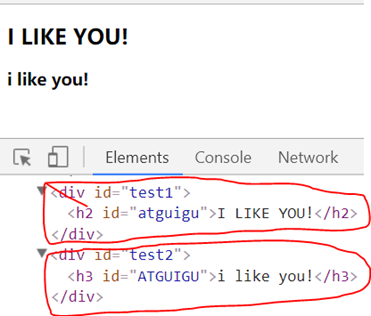 I LIKE YOU!
i like you!
Elements Console Network
<div id="test1">
<h2 id="atguigu">I LIKE YOU!</h2>
</div>
<div id="test2">
<h3 id="ATGUIGU">i like you!</h3>
</div>